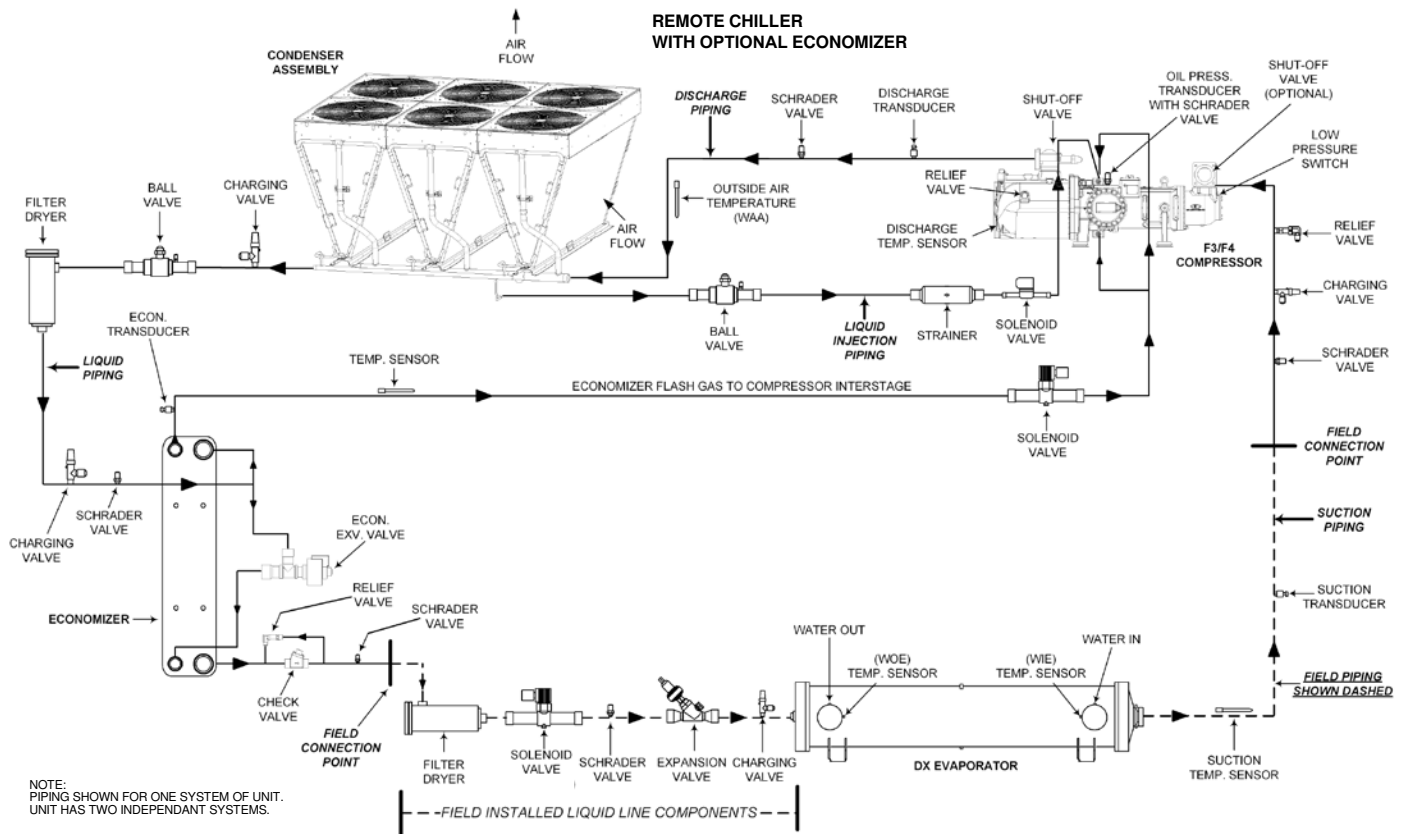 REMOTE CHILLER
WITH OPTIONAL ECONOMIZER
AIR
FLOW
CONDENSER
ASSEMBLY
DISCHARGE
PIPING
SCHRADER
VALVE
DISCHARGE
TRANSDUCER
SHUT-OFF
VALVE
OIL PRESS.
TRANSDUCER
WITH SCHRADER
VALVE
SHUT-OFF
VALVE
(OPTIONAL)
LOW
PRESSURE
SWITCH
FILTER
DRYER
BALL
VALVE
CHARGING
VALVE
OUTSIDE AIR
TEMPERATURE
(WAA)
AIR
FLOW
RELIEF
VALVE
DISCHARGE
TEMP. SENSOR
F3/F4
COMPRESSOR
RELIEF
VALVE
CHARGING
VALVE
SCHRADER
VALVE
ECON.
TRANSDUCER
LIQUID
PIPING
TEMP. SENSOR
BALL
VALVE
LIQUID
INJECTION
PIPING
STRAINER
SOLENOID
VALVE
ECONOMIZER FLASH GAS TO COMPRESSOR INTERSTAGE
SOLENOID
VALVE
FIELD
CONNECTION
POINT
CHARGING
VALVE
SCHRADER
VALVE
ECON.
EXV. VALVE
SUCTION
PIPING
SUCTION
TRANSDUCER
ECONOMIZER
RELIEF
VALVE
SCHRADER
VALVE
CHECK
VALVE
FIELD
CONNECTION
POINT
WATER OUT
(WOE)
TEMP. SENSOR
(WIE)
TEMP. SENSOR
WATER IN
FIELD PIPING
SHOWN DASHED
FILTER
DRYER
SOLENOID
VALVE
SCHRADER
VALVE
EXPANSION
VALVE
CHARGING
VALVE
DX EVAPORATOR
SUCTION
TEMP. SENSOR
NOTE:
PIPING SHOWN FOR ONE SYSTEM OF UNIT.
UNIT HAS TWO INDEPENDANT SYSTEMS.
FIELD INSTALLED LIQUID LINE COMPONENTS